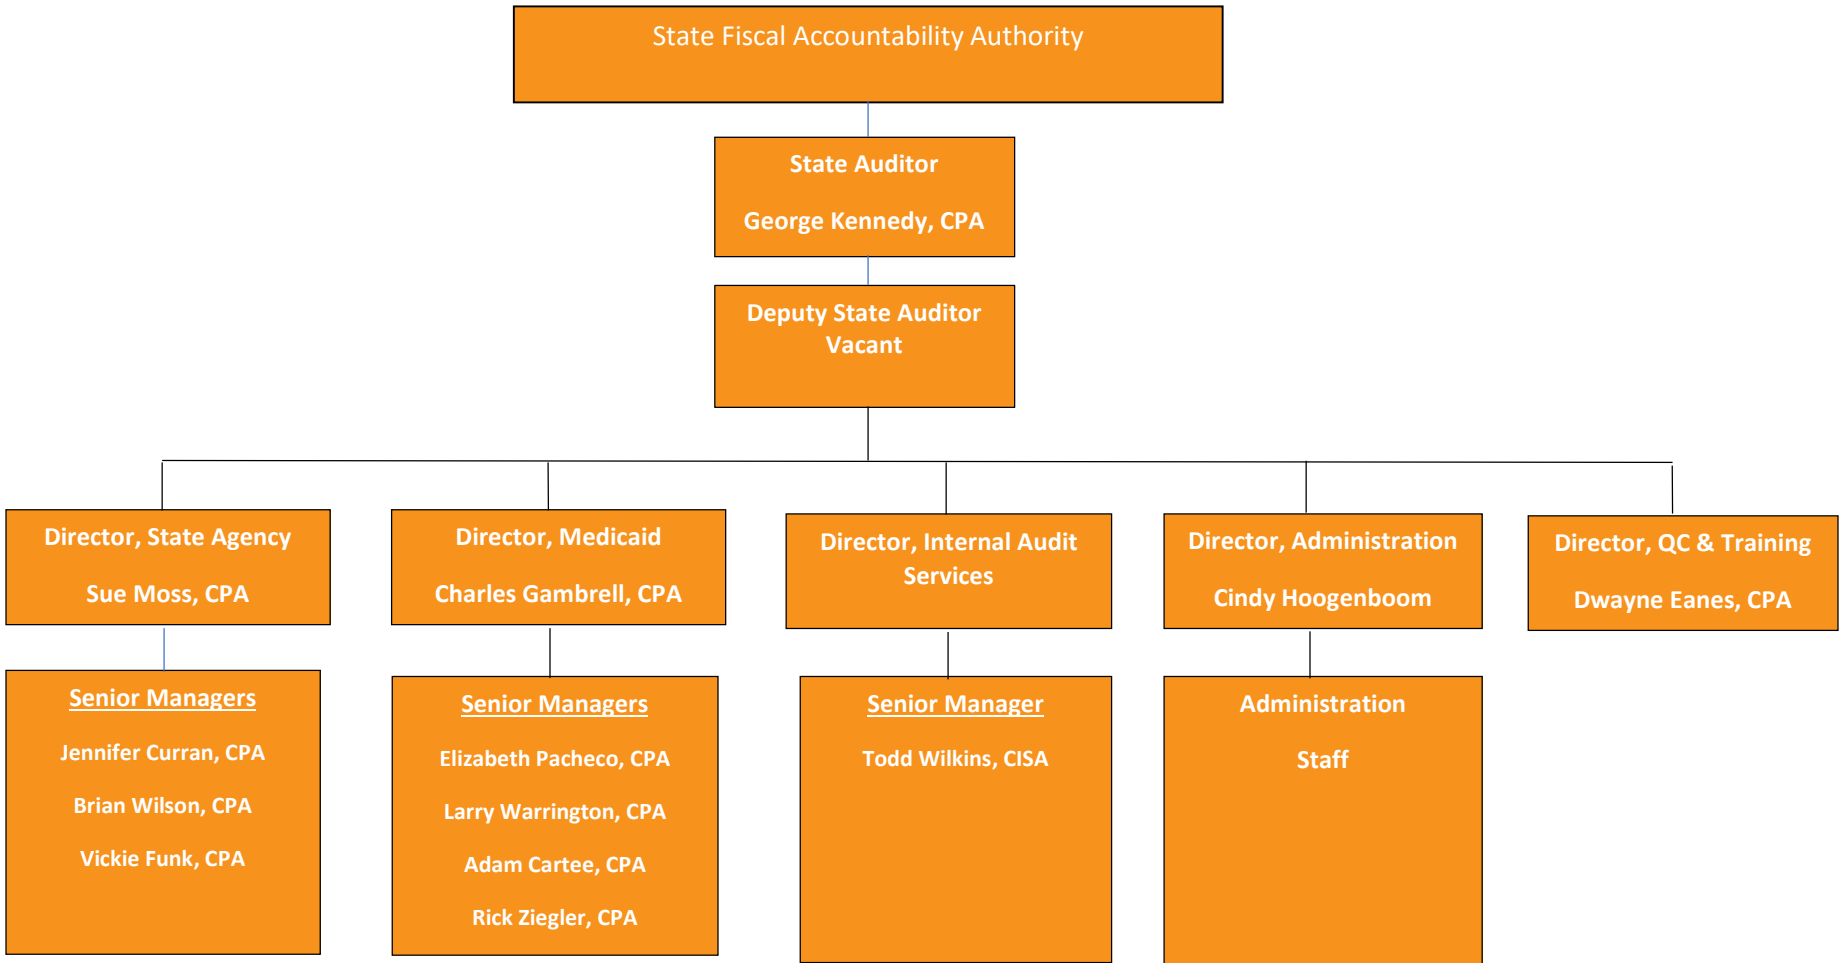 State Fiscal Accountability Authority
State Auditor
George Kennedy, CPA
Deputy State Auditor
Vacant
Director, State Agency
Sue Moss, CPA
Director, Medicaid
Charles Gambrell, CPA
Director, Internal Audit
Services
Director, Administration
Cindy Hoogenboom
Director, QC & Training
Dwayne Eanes, CPA
Senior Managers
Jennifer Curran, CPA
Brian Wilson, CPA
Vickie Funk, CPA
Senior Managers
Elizabeth Pacheco, CPA
Larry Warrington, CPA
Adam Cartee, CPA
Rick Ziegler, CPA
Senior Manager
Todd Wilkins, CISA
Administration
Staff